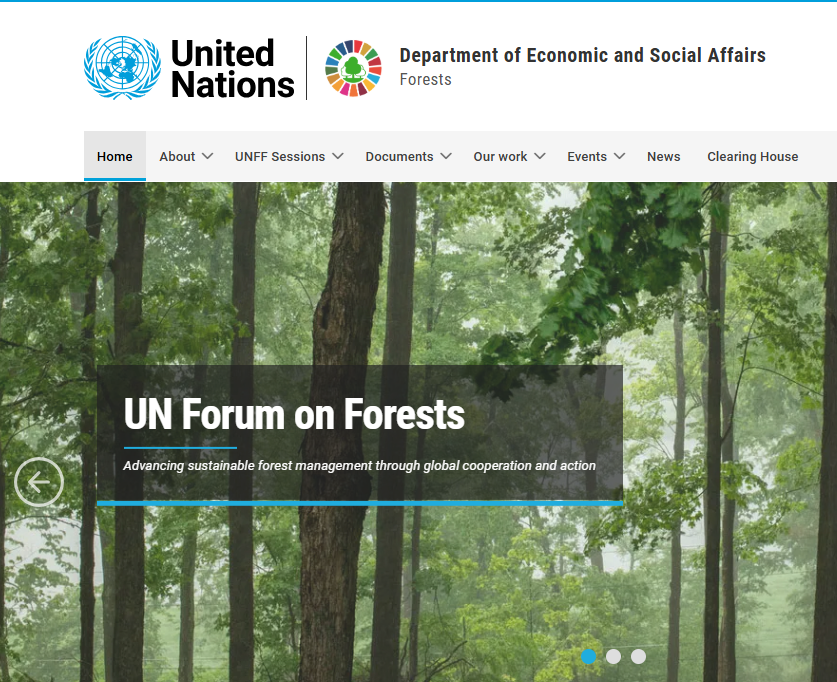 United
Nations
Department of Economic and Social Affairs
Forests
Home About UNFF Sessions Documents Our work Events News Clearing House
UN Forum on Forests
Advancing sustainable forest management through global cooperation and action